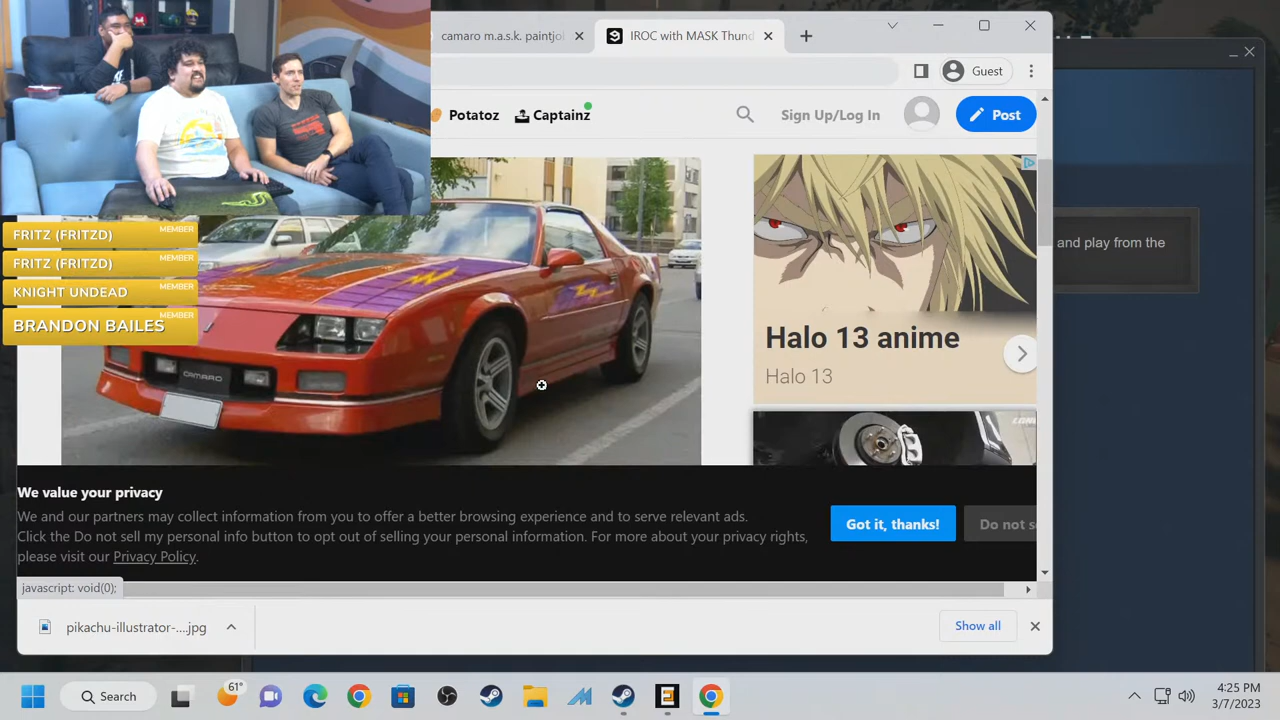 camaro m.a.s.k. paintjo
IROC with MASK Thund
Guest
Potatoz
Captainz
Sign Up/Log In
Post
FRITZ (FRITZD)
MEMBER
FRITZ (FRITZD)
MEMBER
KNIGHT UNDEAD
MEMBER
BRANDON BAILES
MEMBER
CAMARO
and play from the
Halo 13 anime
Halo 13
We value your privacy
We and our partners may collect information from you to offer a better browsing experience and to serve relevant ads.
Click the Do not sell my personal info button to opt out of selling your personal information. For more about your privacy rights,
please visit our Privacy Policy.
Got it, thanks!
Do not s
javascript: void(0);
pikachu-illustrator-....jpg
Show all
Search
61°
4:25 PM
3/7/2023